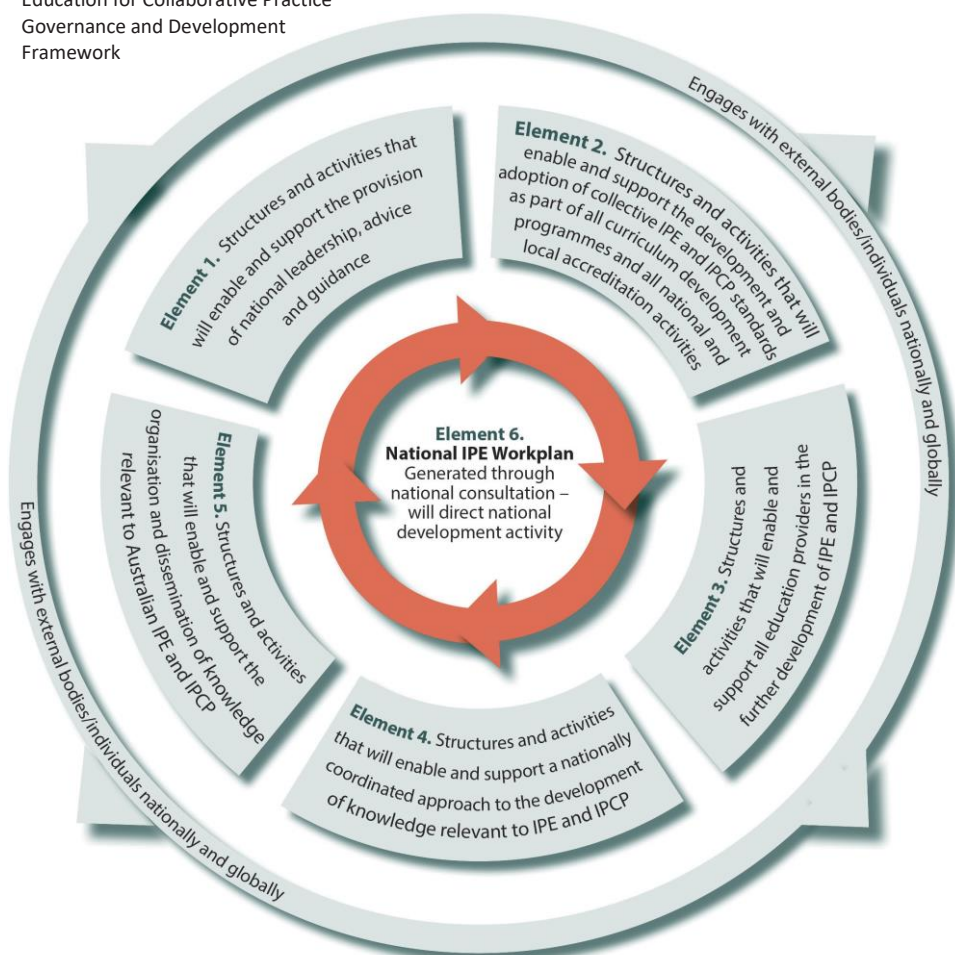 Education for Collaborative Practice
Governance and Development
Framework
Engages with external bodies/individuals nationally and globally
Element 1. Structures and activities that
will enable and support the provision
of national leadership, advice
and guidance
Element 2. Structures and activities that will
enable and support the development and
adoption of collective IPE and IPCP standards
as part of all curriculum development
programmes and all national and
local accreditation activities
Element 3. Structures and
activities that will enable and
support all education providers in the
further development of IPE and IPCP
Element 4. Structures and activities
that will enable and support a nationally
coordinated approach to the development
of knowledge relevant to IPE and IPCP
Element 5. Structures and activities
that will enable and support the
organisation and dissemination of knowledge
relevant to Australian IPE and IPCP
Element 6.
National IPE Workplan
Generated through
national consultation –
will direct national
development activity
Engages with external bodies/individuals nationally and globally